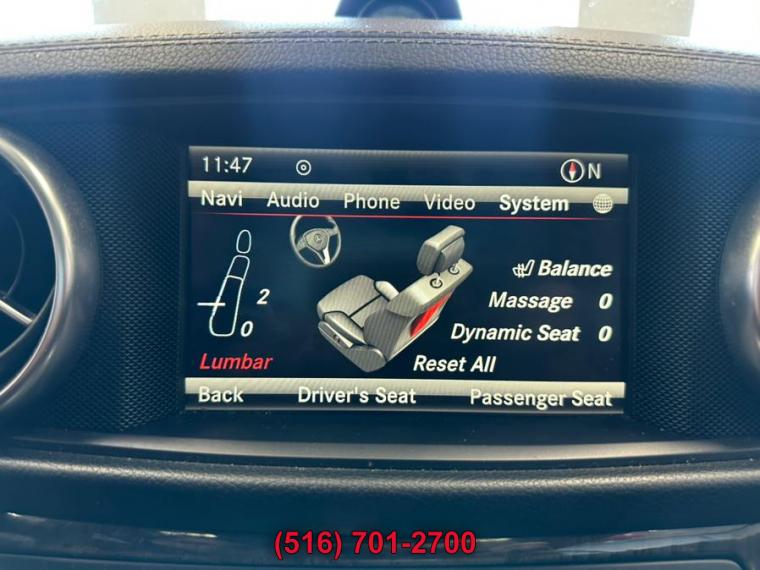 11:47 N
Navi Audio Phone Video System
Balance
2 Massage 0
0 Dynamic Seat 0
Lumbar Reset All
Back Driver's Seat Passenger Seat
(516) 701-2700